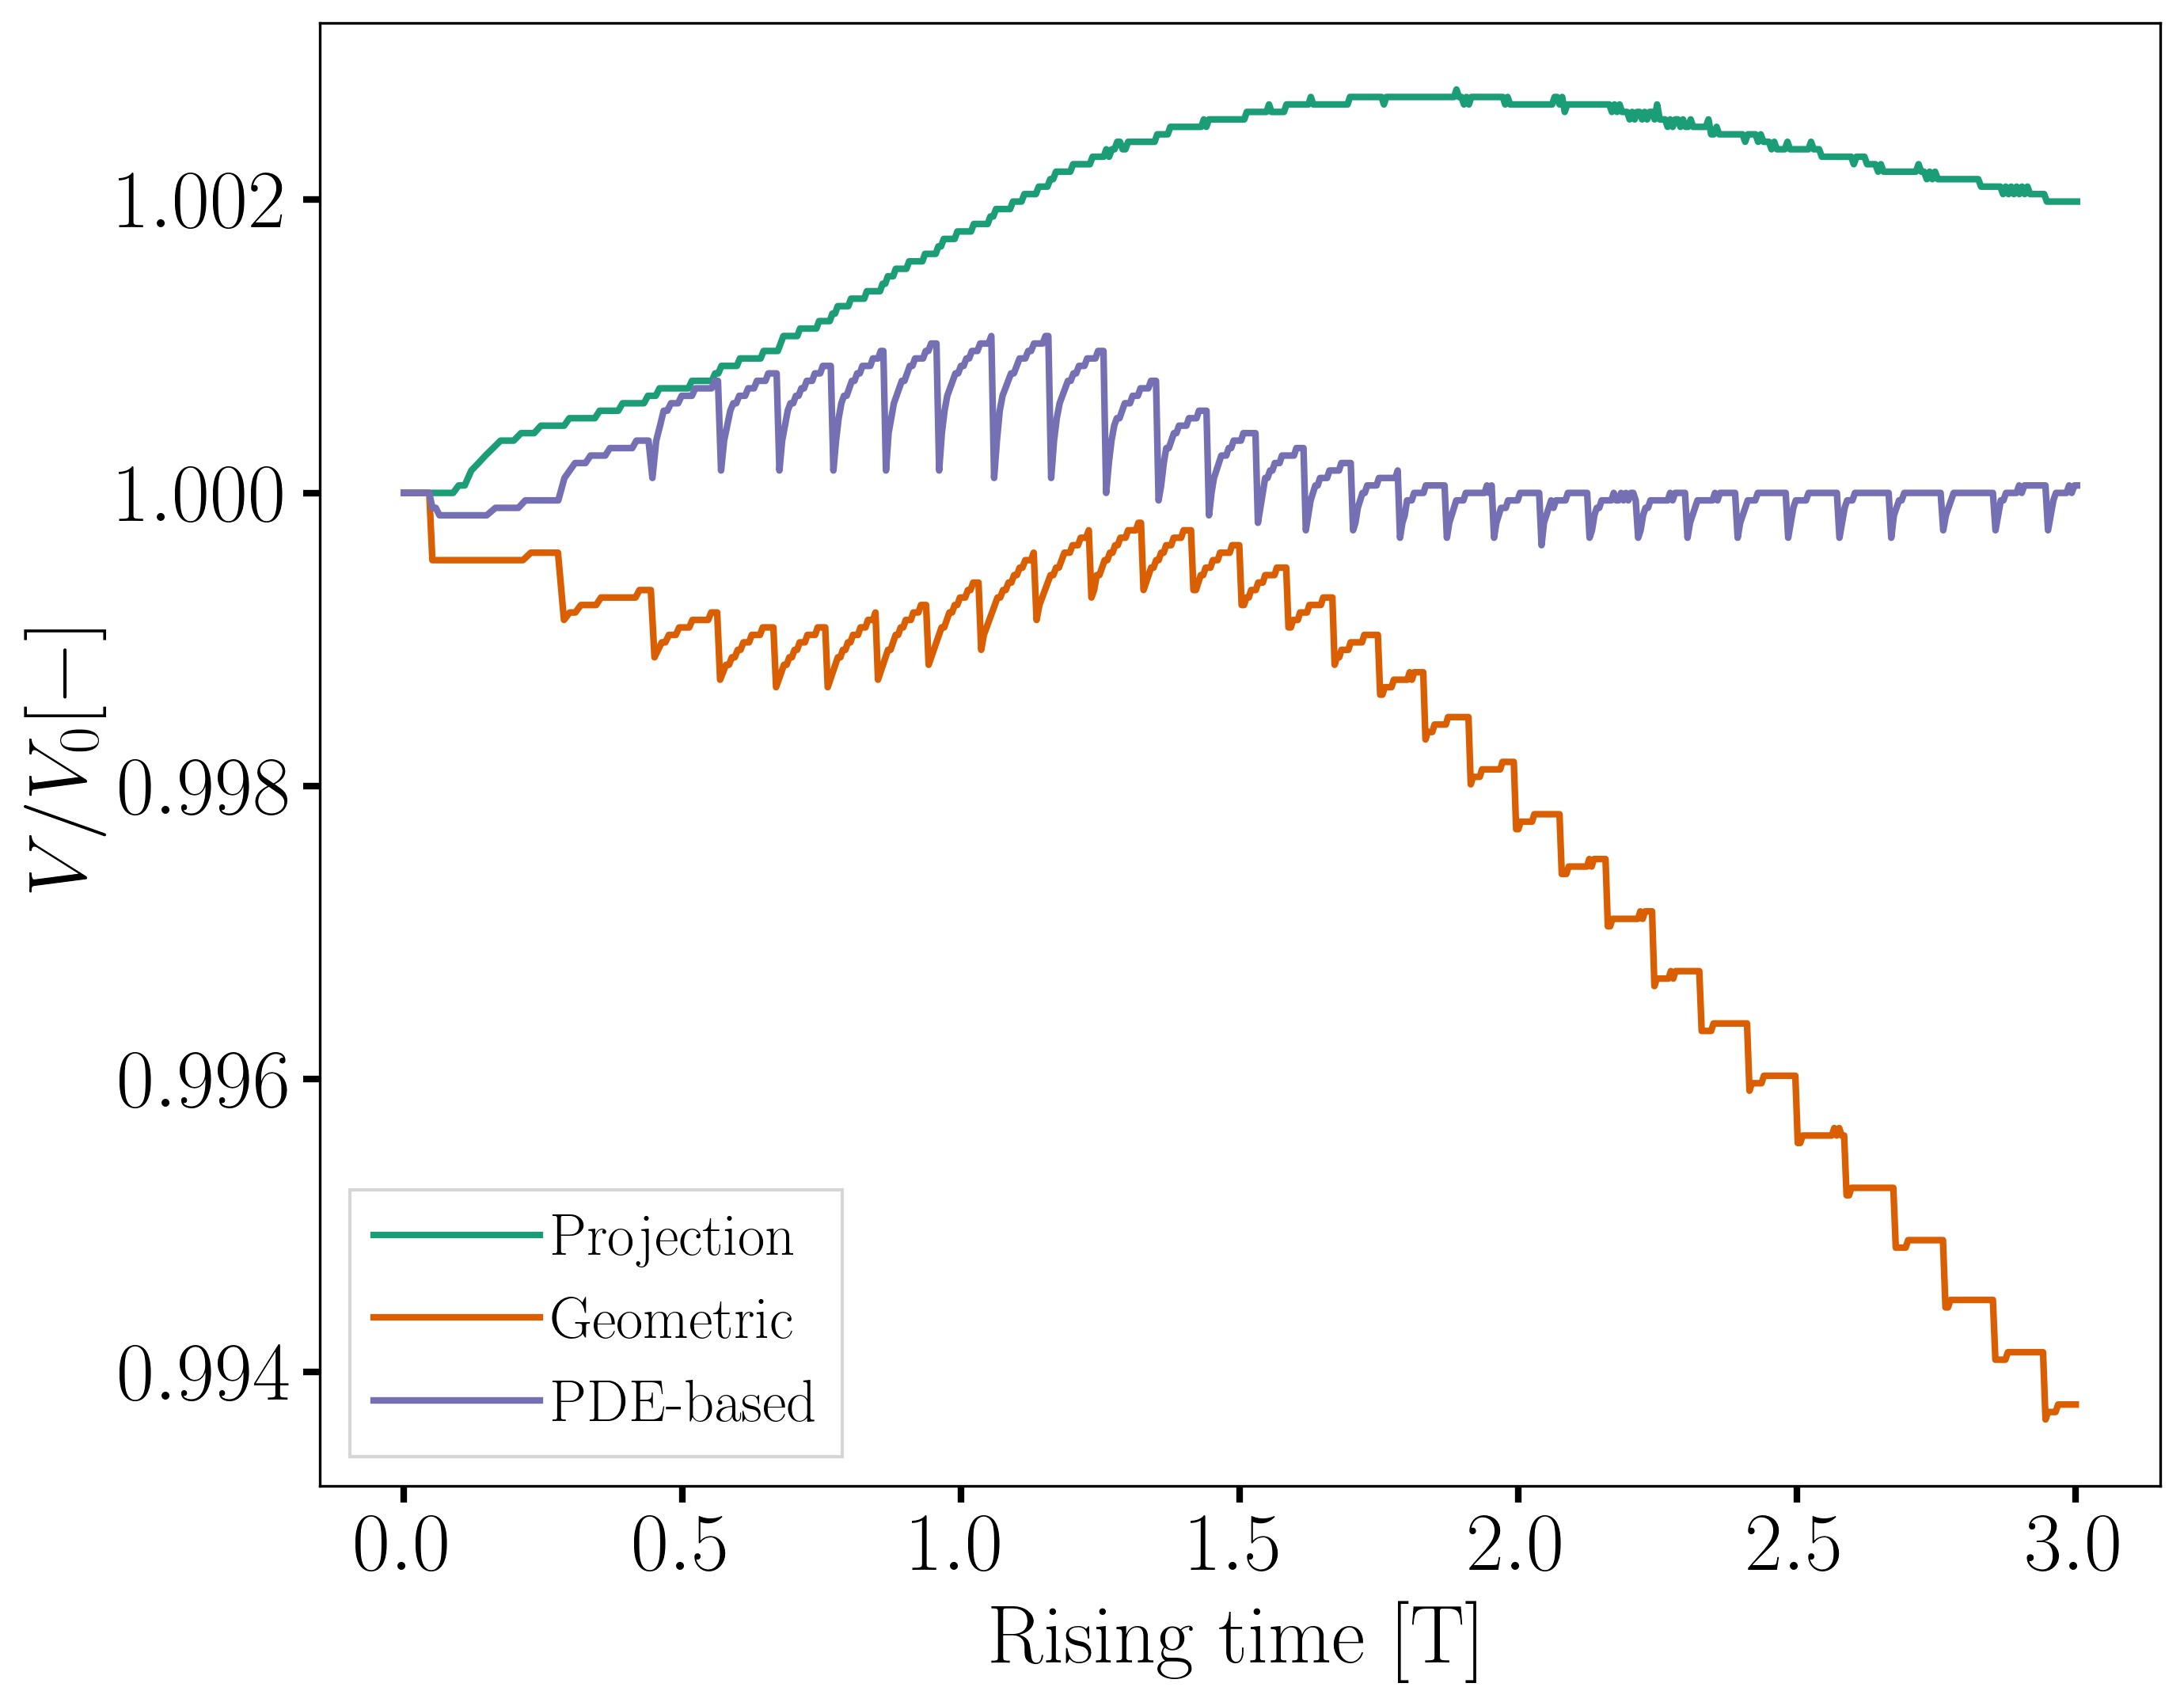 V/V₀[−]
1.002
1.000
0.998
0.996
0.994
Projection
Geometric
PDE-based
0.0 0.5 1.0 1.5 2.0 2.5 3.0
Rising time [T]